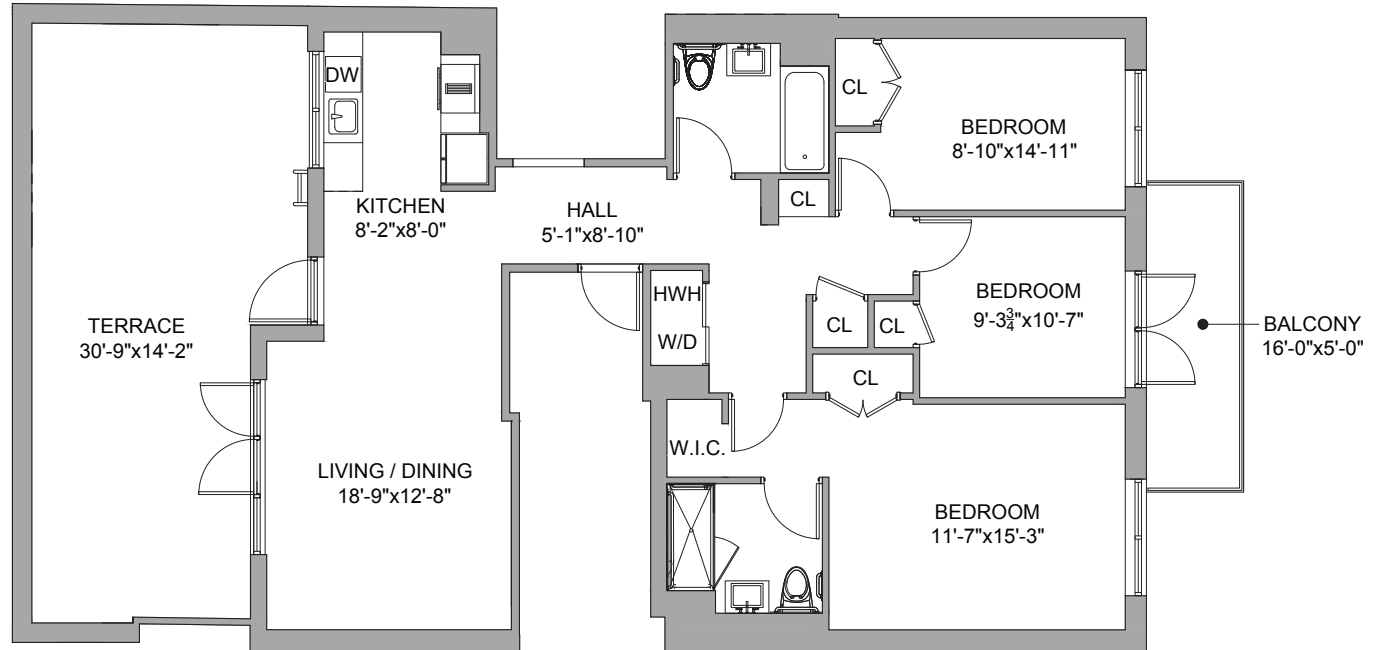 DW
CL
BEDROOM
8'-10"x14'-11"
KITCHEN
8'-2"x8'-0"
HALL
5'-1"x8'-10"
CL
TERRACE
30'-9"x14'-2"
HWH
W/D
CL
CL
BEDROOM
9'-3¾"x10'-7"
BALCONY
16'-0"x5'-0"
CL
W.I.C.
LIVING / DINING
18'-9"x12'-8"
BEDROOM
11'-7"x15'-3"